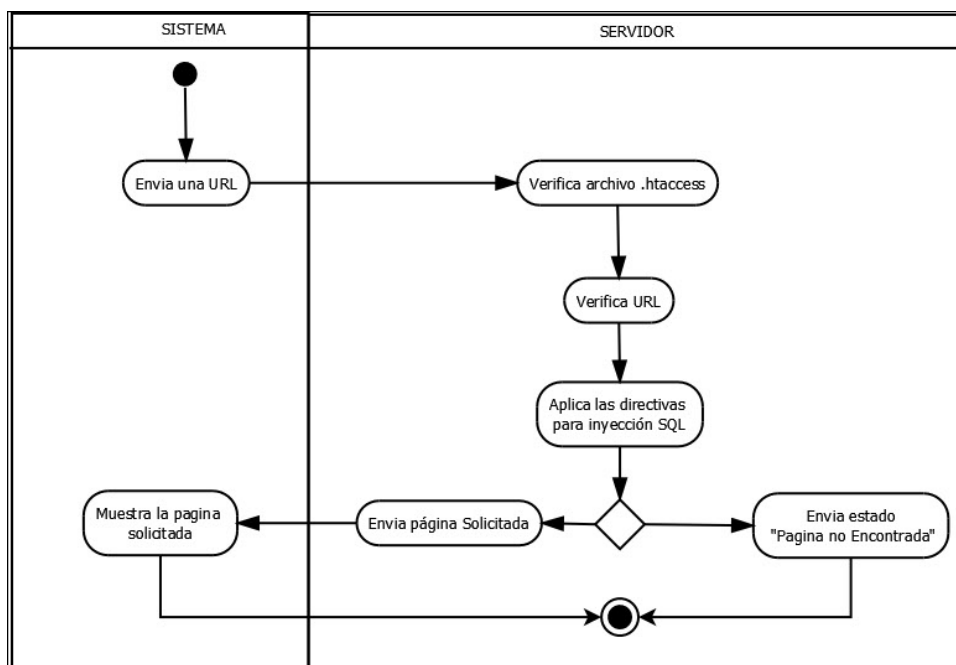 SISTEMA
SERVIDOR
Envia una URL
Verifica archivo .htaccess
Verifica URL
Aplica las directivas
para inyección SQL
Muestra la pagina
solicitada
Envia página Solicitada
Envia estado
"Pagina no Encontrada"